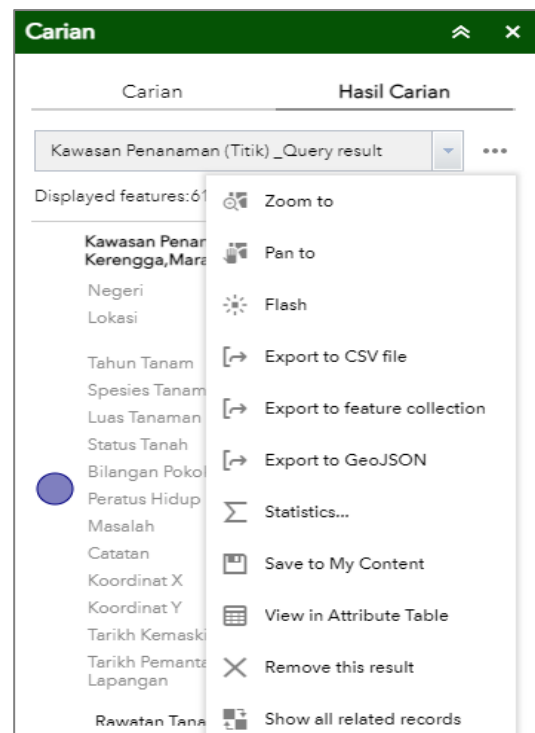 Carian
Carian
Hasil Carian
Kawasan Penanaman (Titik) _Query result
Displayed features:61
Zoom to
Kawasan Penar
Kerengga,Mara
Pan to
Negeri
Flash
Lokasi
Export to CSV file
Tahun Tanam
Spesies Tanam
Export to feature collection
Luas Tanaman
Status Tanah
Export to GeoJSON
Bilangan Pokok
Peratus Hidup
Statistics...
Masalah
Catatan
Save to My Content
Koordinat X
Koordinat Y
View in Attribute Table
Tarikh Kemaski
Tarikh Pemanta
Lapangan
Remove this result
Rawatan Tana
Show all related records